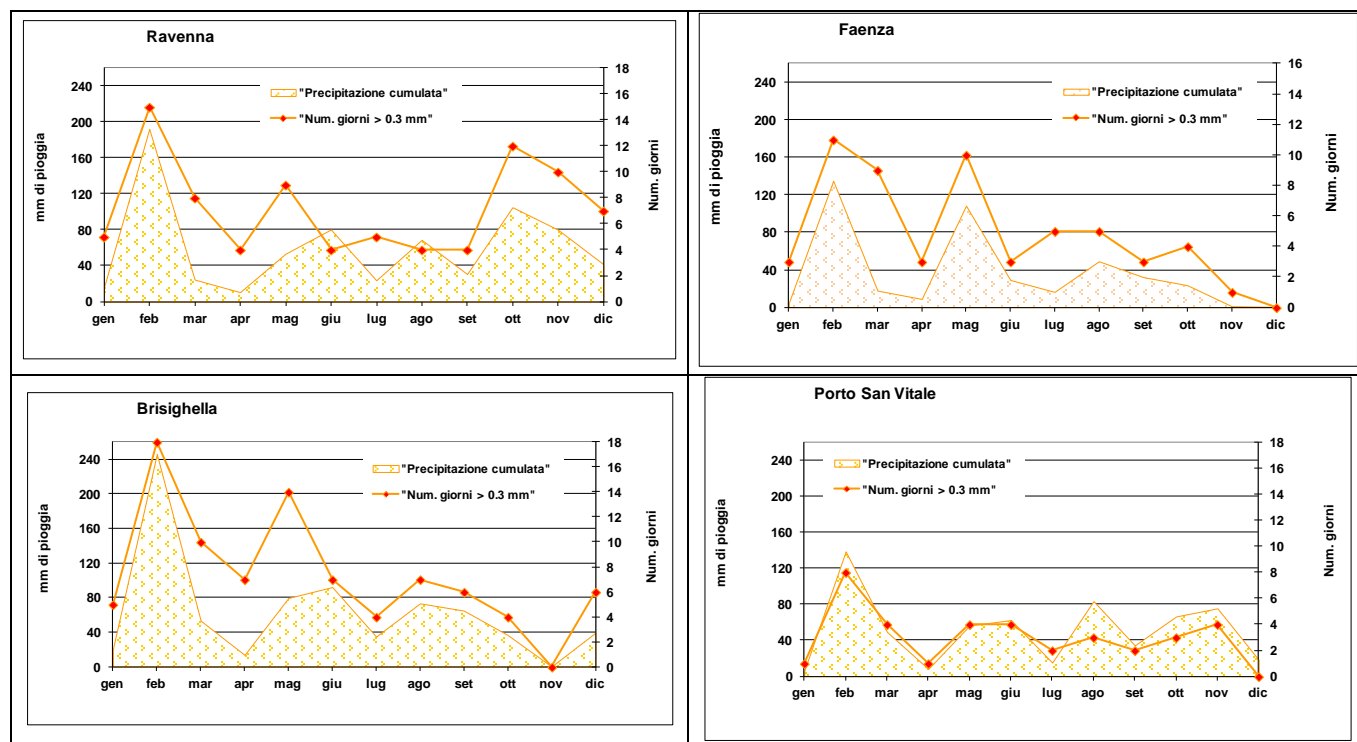 Ravenna
mm di pioggia
240
200
160
120
80
40
0
"Precipitazione cumulata"
"Num. giorni > 0.3 mm"
18
16
14
12
10
8
6
4
2
0
Num. giorni
gen feb mar apr mag giu lug ago set ott nov dic
Faenza
mm di pioggia
240
200
160
120
80
40
0
"Precipitazione cumulata"
"Num. giorni > 0.3 mm"
16
14
12
10
8
6
4
2
0
Num. giorni
gen feb mar apr mag giu lug ago set ott nov dic
Brisighella
mm di pioggia
240
200
160
120
80
40
0
"Precipitazione cumulata"
"Num. giorni > 0.3 mm"
18
16
14
12
10
8
6
4
2
0
Num. giorni
gen feb mar apr mag giu lug ago set ott nov dic
Porto San Vitale
mm di pioggia
240
200
160
120
80
40
0
"Precipitazione cumulata"
"Num. giorni > 0.3 mm"
18
16
14
12
10
8
6
4
2
0
Num. giorni
gen feb mar apr mag giu lug ago set ott nov dic